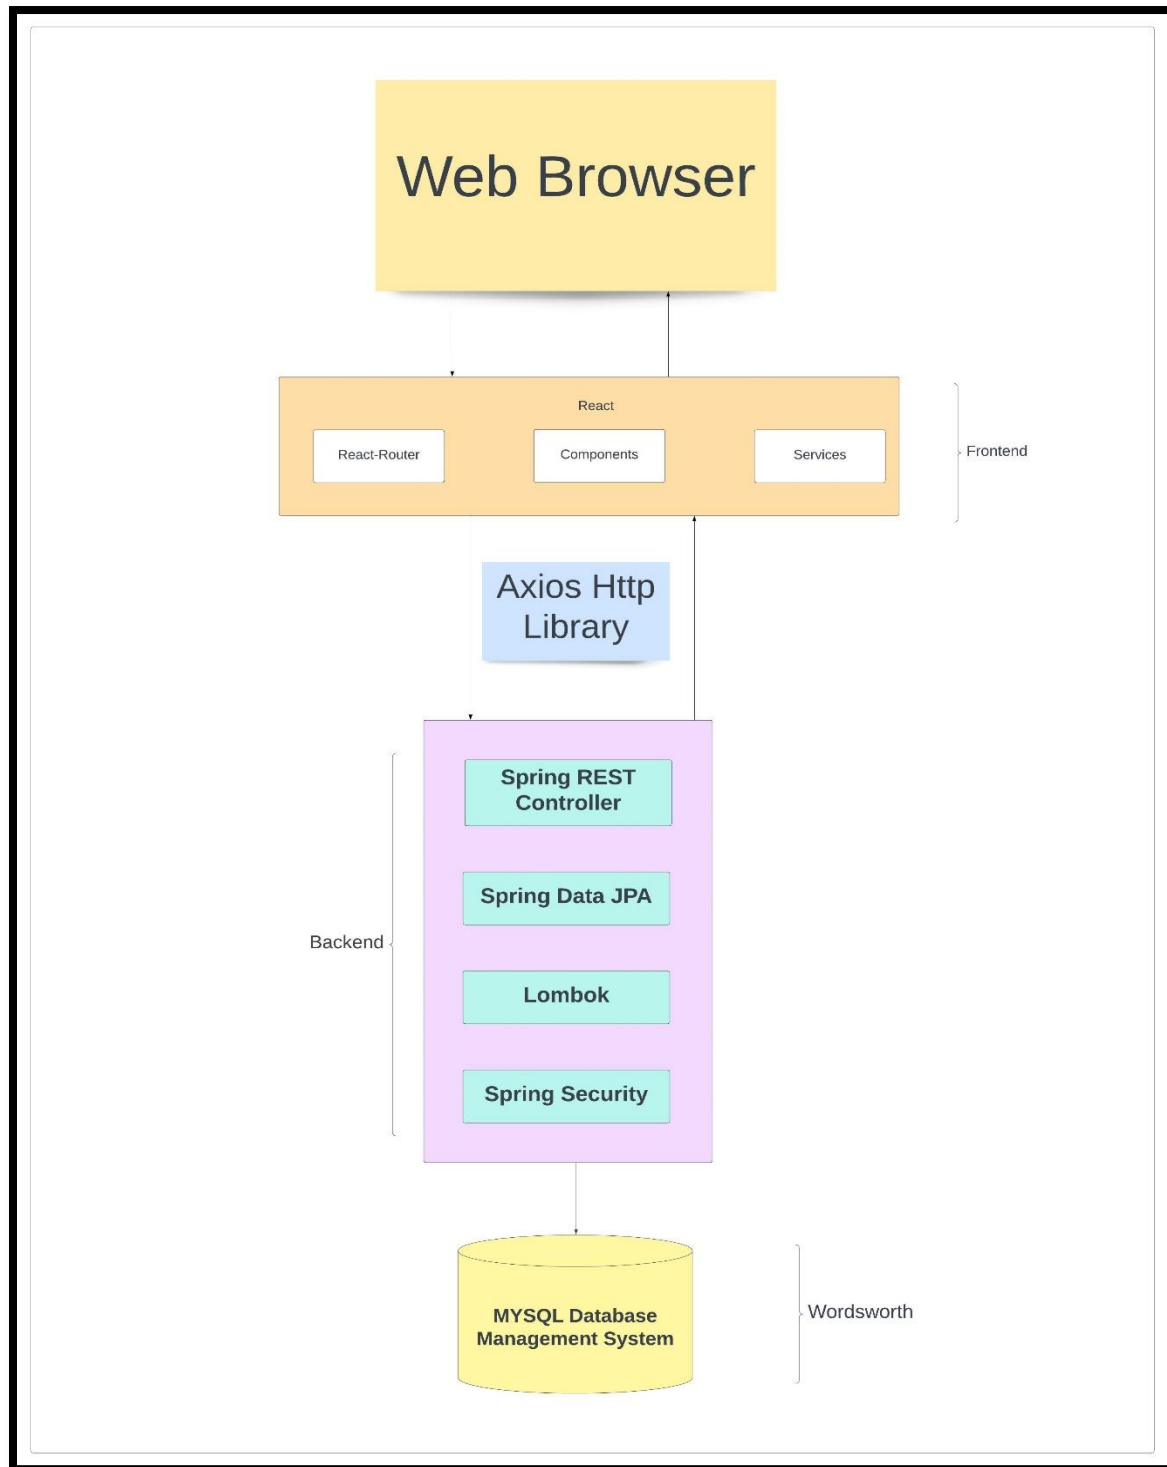 Web Browser
React
React-Router
Components
Services
Frontend
Axios Http
Library
Spring REST
Controller
Spring Data JPA
Backend
Lombok
Spring Security
MYSQL Database
Management System
Wordsworth